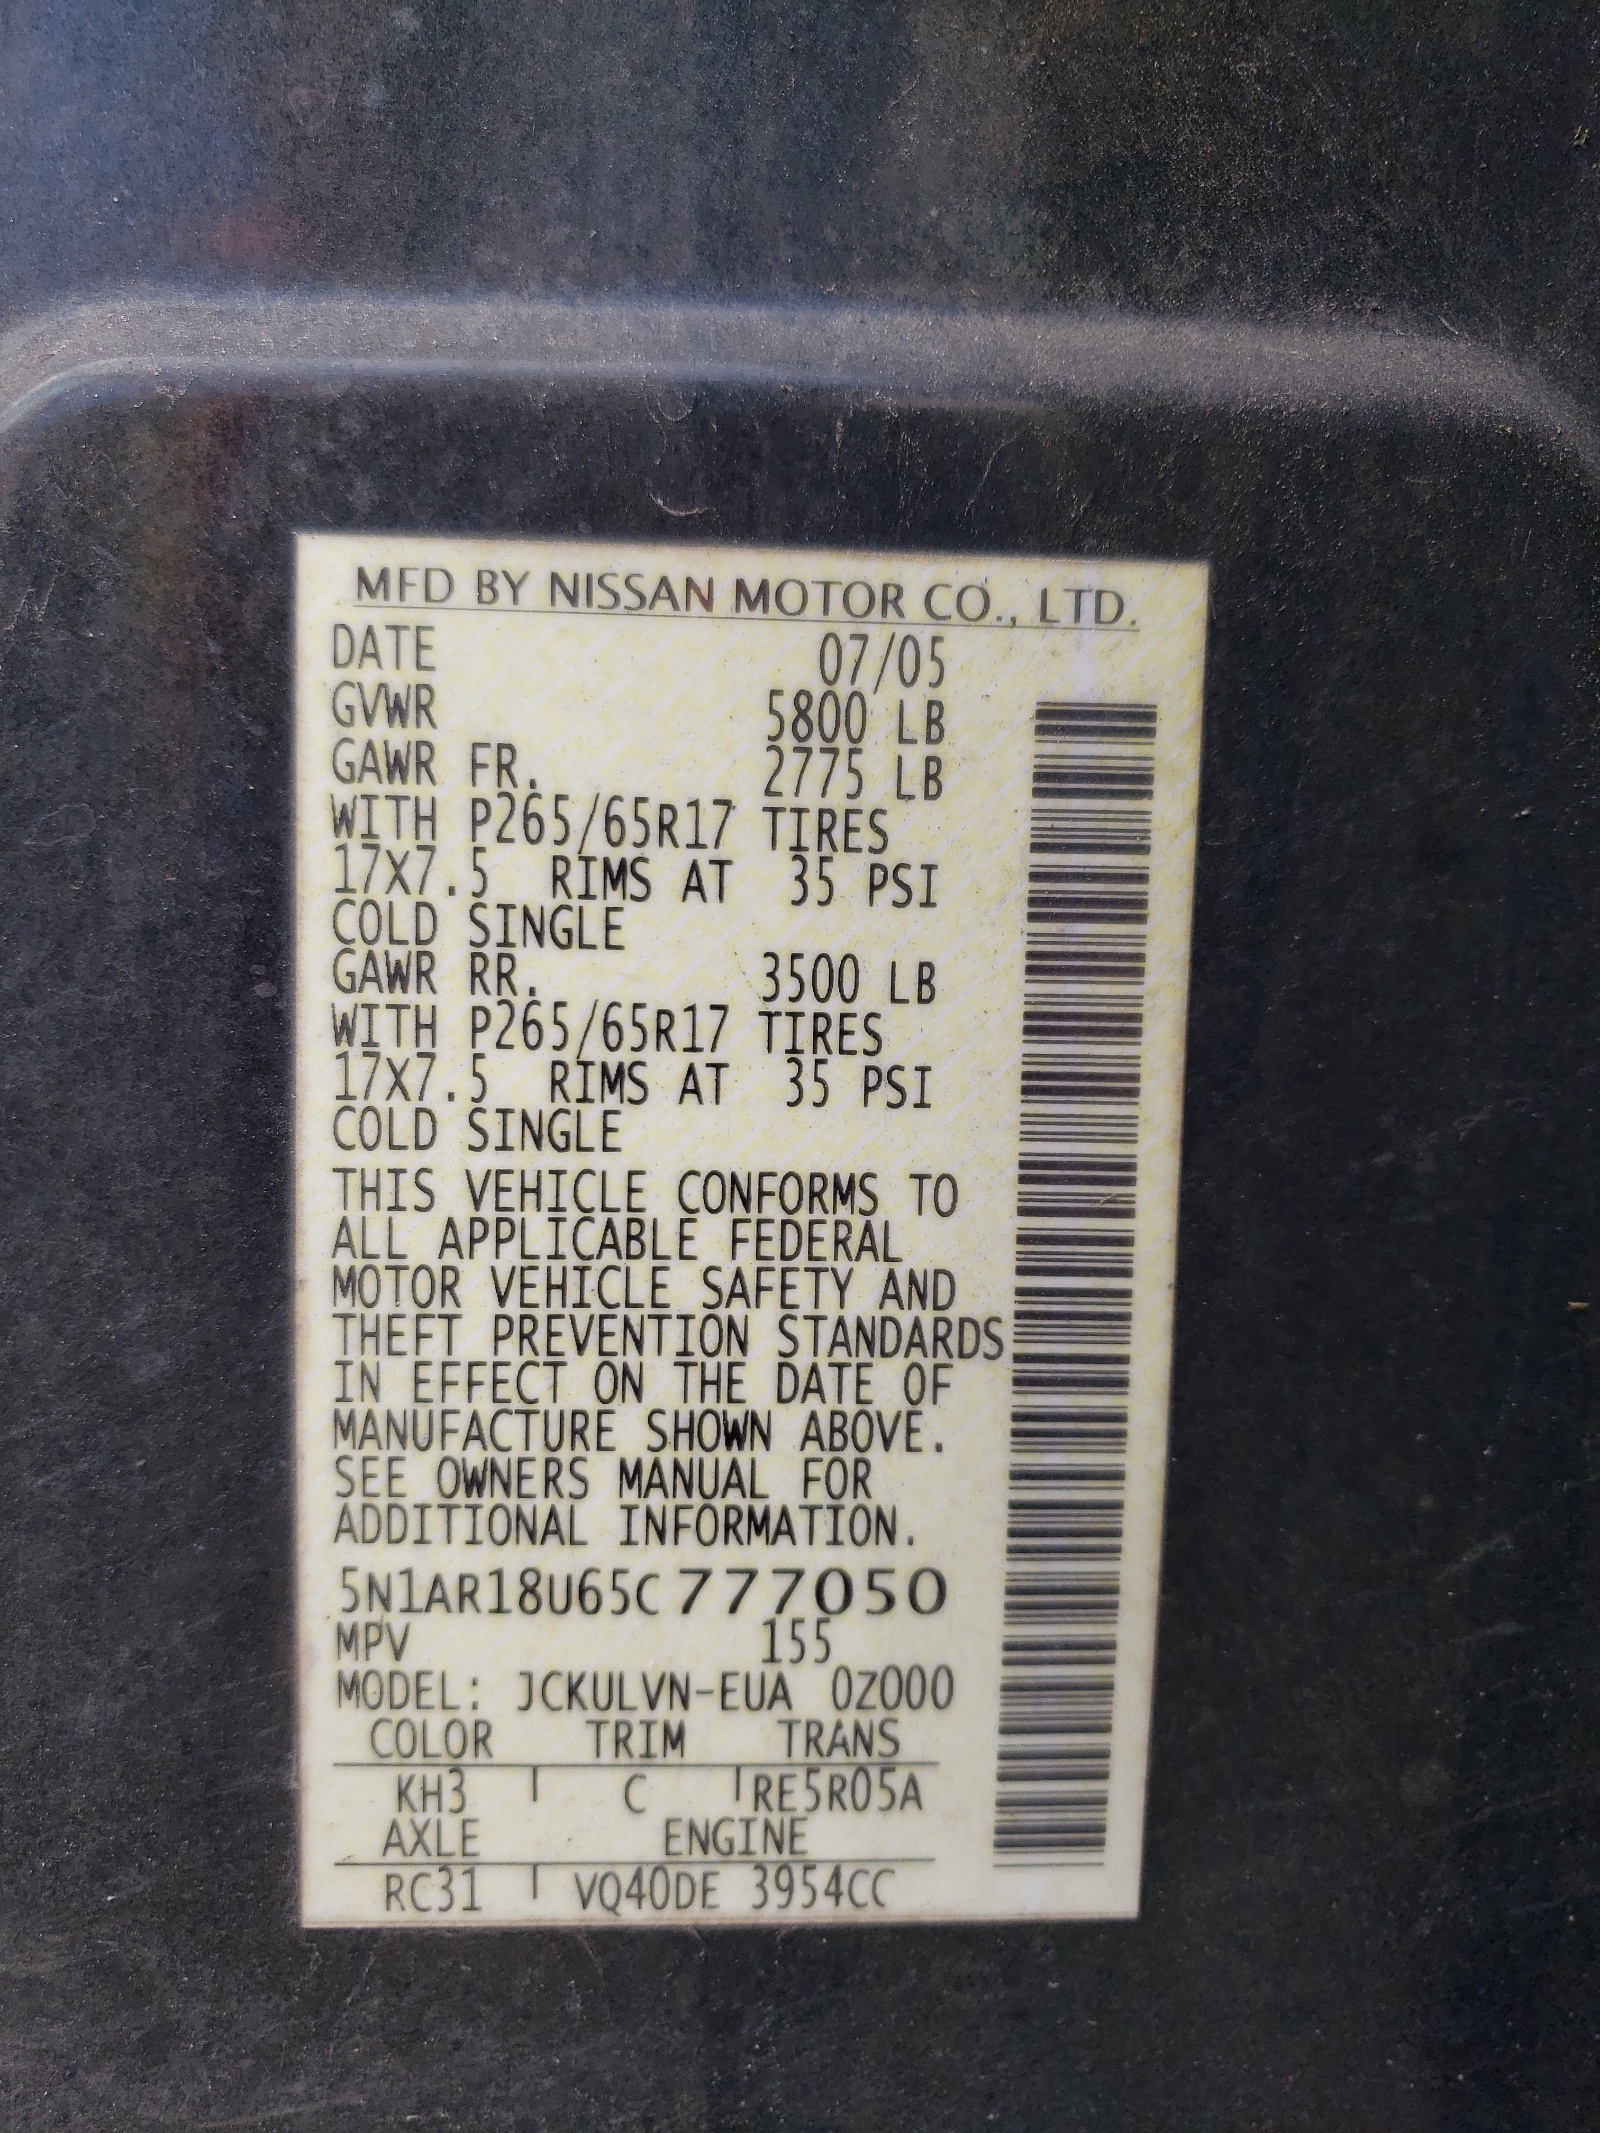 MFD BY NISSAN MOTOR CO., LTD.
DATE 07/05
GVWR 5800 LB
GAWR FR. 2775 LB
WITH P265/65R17 TIRES
17X7.5 RIMS AT 35 PSI
COLD SINGLE
GAWR RR. 3500 LB
WITH P265/65R17 TIRES
17X7.5 RIMS AT 35 PSI
COLD SINGLE
THIS VEHICLE CONFORMS TO
ALL APPLICABLE FEDERAL
MOTOR VEHICLE SAFETY AND
THEFT PREVENTION STANDARDS
IN EFFECT ON THE DATE OF
MANUFACTURE SHOWN ABOVE.
SEE OWNERS MANUAL FOR
ADDITIONAL INFORMATION.
5N1AR18U65C777050
MPV 155
MODEL: JCKULVN-EUA 0Z000
COLOR TRIM TRANS
KH3 C RE5R05A
AXLE ENGINE
RC31 VQ40DE 3954CC